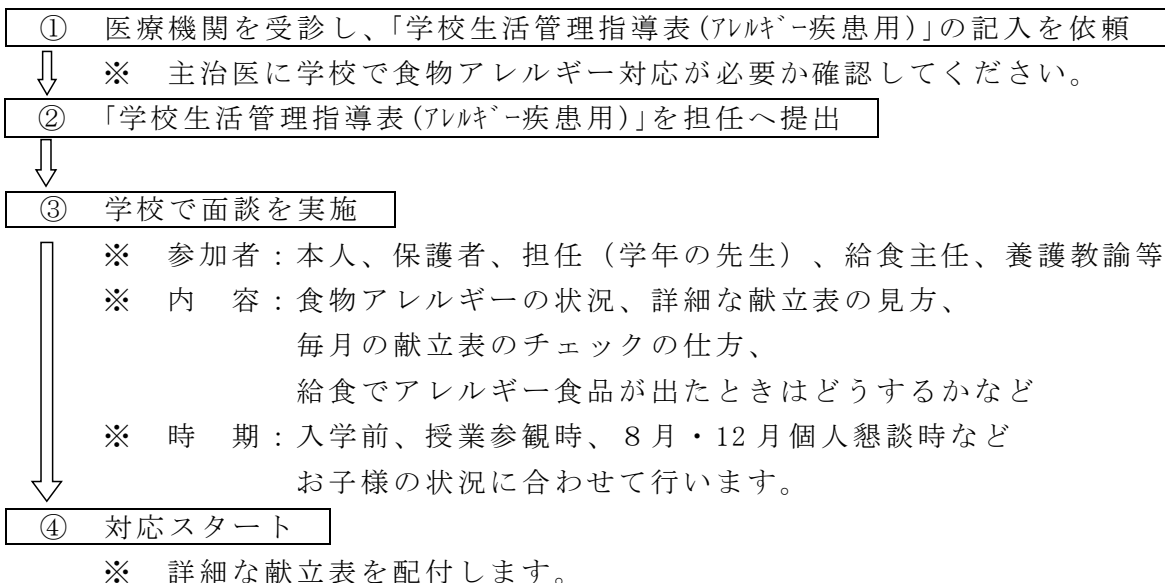 ① 医療機関を受診し、「学校生活管理指導表(ｱﾚﾙｷﾞｰ疾患用)」の記入を依頼
※ 主治医に学校で食物アレルギー対応が必要か確認してください。
② 「学校生活管理指導表(ｱﾚﾙｷﾞｰ疾患用)」を担任へ提出
③ 学校で面談を実施
※ 参加者:本人、保護者、担任(学年の先生)、給食主任、養護教諭等
※ 内 容:食物アレルギーの状況、詳細な献立表の見方、
毎月の献立表のチェックの仕方、
給食でアレルギー食品が出たときはどうするかなど
※ 時 期:入学前、授業参観時、8月・12月個人懇談時など
お子様の状況に合わせて行います。
④ 対応スタート
※ 詳細な献立表を配付します。